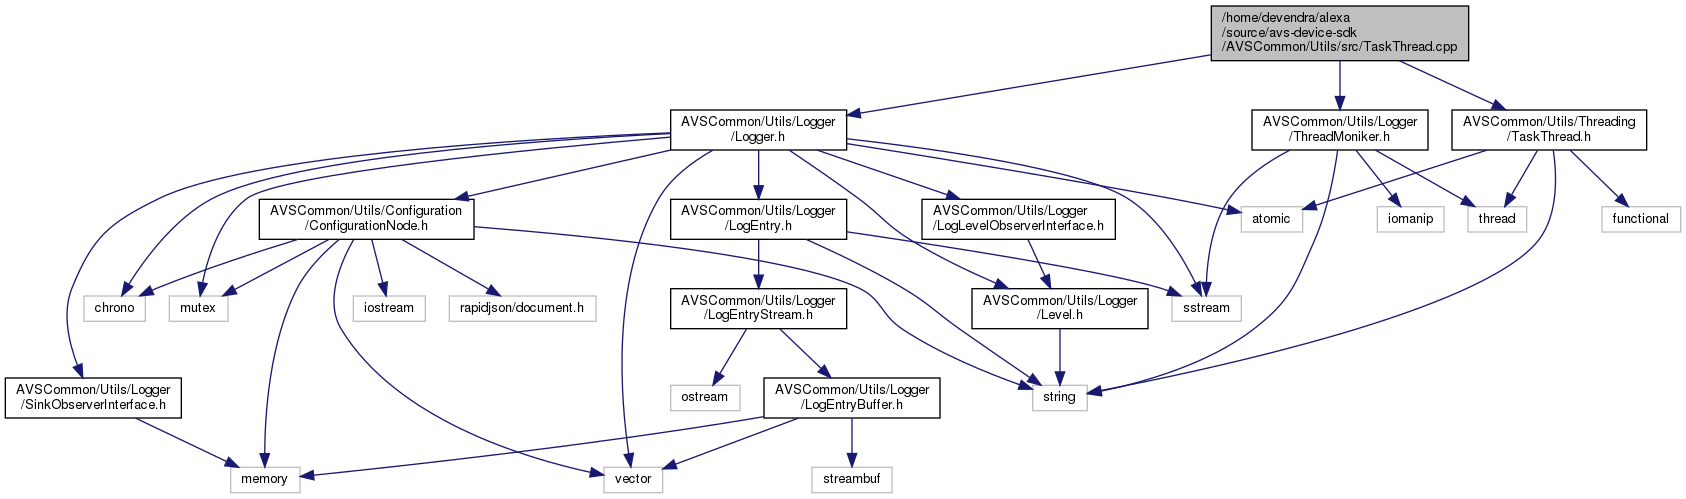 /home/devendra/alexa
/source/avs-device-sdk
/AVSCommon/Utils/src/TaskThread.cpp
AVSCommon/Utils/Logger
/Logger.h
AVSCommon/Utils/Logger
/ThreadMoniker.h
AVSCommon/Utils/Threading
/TaskThread.h
AVSCommon/Utils/Configuration
/ConfigurationNode.h
AVSCommon/Utils/Logger
/LogEntry.h
AVSCommon/Utils/Logger
/LogLevelObserverInterface.h
atomic
iomanip
thread
functional
chrono
mutex
iostream
rapidjson/document.h
AVSCommon/Utils/Logger
/LogEntryStream.h
AVSCommon/Utils/Logger
/Level.h
sstream
AVSCommon/Utils/Logger
/SinkObserverInterface.h
ostream
AVSCommon/Utils/Logger
/LogEntryBuffer.h
string
memory
vector
streambuf